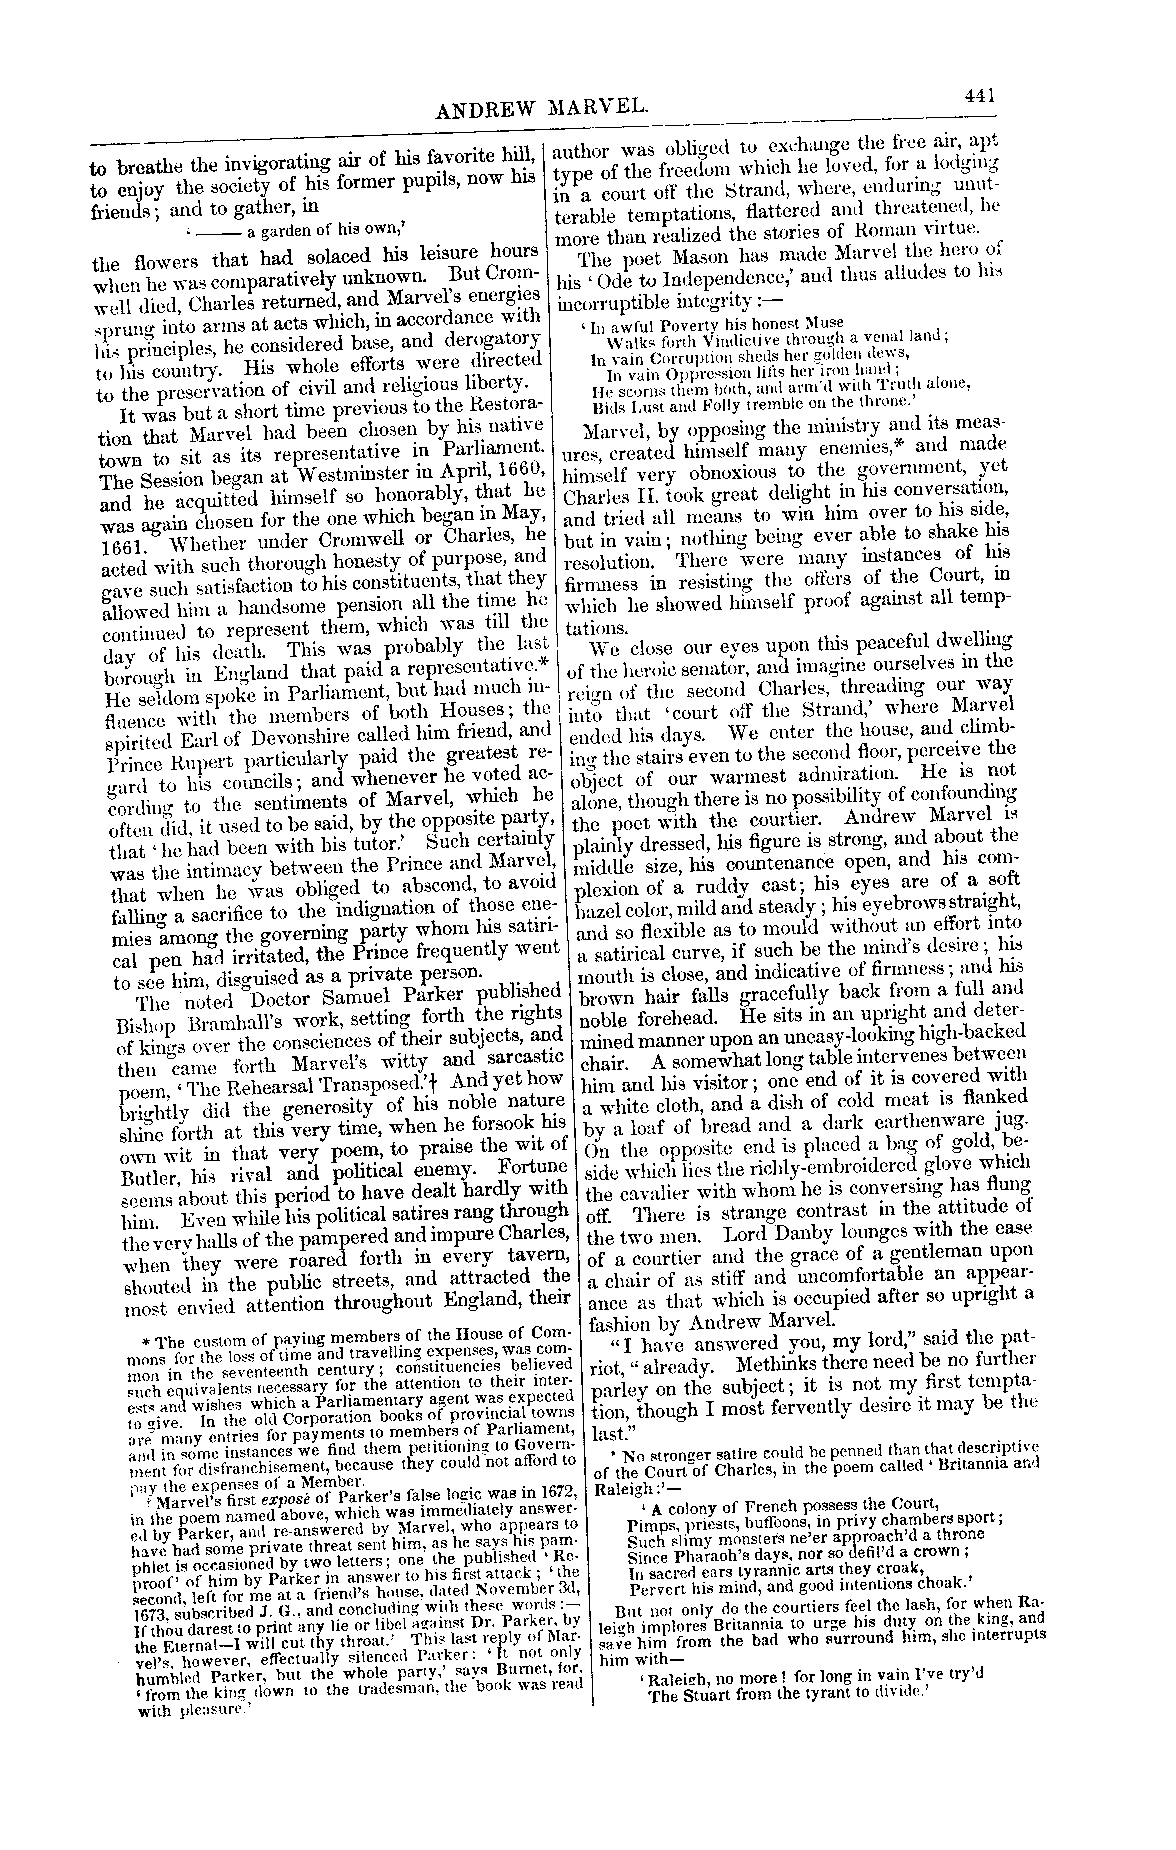 ANDREW MARVEL.
441
to breathe the invigorating air of his favorite hill,
to enjoy the society of his former pupils, now his
friends; and to gather, in
‘ —— a garden of his own,’
the flowers that had solaced his leisure hours
when he was comparatively unknown. But Crom-
well died, Charles returned, and Marvel's energies
sprung into arms at acts which, in accordance with
his principles, he considered base, and derogatory
to his country. His whole efforts were directed
to the preservation of civil and religious liberty.
It was but a short time previous to the Restora-
tion that Marvel had been chosen by his native
town to sit as its representative in Parliament.
The Session began at Westminster in April, 1660,
and he acquitted himself so honorably, that he
was again chosen for the one which began in May,
1661. Whether under Cromwell or Charles, he
acted with such thorough honesty of purpose, and
gave such satisfaction to his constituents, that they
allowed him a handsome pension all the time he
continued to represent them, which was till the
day of his death. This was probably the last
borough in England that paid a representative.*
He seldom spoke in Parliament, but had much in-
fluence with the members of both Houses; the
spirited Earl of Devonshire called him friend, and
Prince Rupert particularly paid the greatest re-
gard to his councils; and whenever he voted ac-
cording to the sentiments of Marvel, which he
often did, it used to be said, by the opposite party,
that ‘he had been with his tutor.’ Such certainly
was the intimacy between the Prince and Marvel,
that when he was obliged to abscond, to avoid
falling a sacrifice to the indignation of those ene-
mies among the governing party whom his satiri-
cal pen had irritated, the Prince frequently went
to see him, disguised as a private person.
The noted Doctor Samuel Parker published
Bishop Bramhall's work, setting forth the rights
of kings over the consciences of their subjects, and
then came forth Marvel's witty and sarcastic
poem, ‘The Rehearsal Transposed.’† And yet how
brightly did the generosity of his noble nature
shine forth at this very time, when he forsook his
own wit in that very poem, to praise the wit of
Butler, his rival and political enemy. Fortune
seems about this period to have dealt hardly with
him. Even while his political satires rang through
the very halls of the pampered and impure Charles,
when they were roared forth in every tavern,
shouted in the public streets, and attracted the
most envied attention throughout England, their
* The custom of paying members of the House of Com-
mons for the loss of time and travelling expenses, was com-
mon in the seventeenth century; constituencies believed
such equivalents necessary for the attention to their inter-
ests and wishes which a Parliamentary agent was expected
to give. In the old Corporation books of provincial towns
are many entries for payments to members of Parliament,
and in some instances we find them petitioning to Govern-
ment for disfranchisement, because they could not afford to
pay the expenses of a Member.
† Marvel's first exposé of Parker's false logic was in 1672,
in the poem named above, which was immediately answer-
ed by Parker, and re-answered by Marvel, who appears to
have had some private threat sent him, as he says his pam-
phlet is occasioned by two letters; one the published ‘Re-
proof’ of him by Parker in answer to his first attack; ‘the
second, left for me at a friend's house, dated November 3d,
1673, subscribed J. G., and concluding with these words:—
If thou darest to print any lie or libel against Dr. Parker, by
the Eternal—I will cut thy throat.’ This last reply of Mar-
vel's, however, effectually silenced Parker: ‘It not only
humbled Parker, but the whole party,’ says Burnet, for,
‘from the king down to the tradesman, the book was read
with pleasure.’
author was obliged to exchange the free air, apt
type of the freedom which he loved, for a lodging
in a court off the Strand, where, enduring unut-
terable temptations, flattered and threatened, he
more than realized the stories of Roman virtue.
The poet Mason has made Marvel the hero of
his ‘Ode to Independence,’ and thus alludes to his
incorruptible integrity:—
‘In awful Poverty his honest Muse
Walks forth Vindictive through a venal land;
In vain Corruption sheds her golden dews,
In vain Oppression lifts her iron hand;
He scorns them both, and arm'd with Truth alone,
Bids Lust and Folly tremble on the throne.’
Marvel, by opposing the ministry and its meas-
ures, created himself many enemies,* and made
himself very obnoxious to the government, yet
Charles II. took great delight in his conversation,
and tried all means to win him over to his side,
but in vain; nothing being ever able to shake his
resolution. There were many instances of his
firmness in resisting the offers of the Court, in
which he showed himself proof against all temp-
tations.
We close our eyes upon this peaceful dwelling
of the heroic senator, and imagine ourselves in the
reign of the second Charles, threading our way
into that ‘court off the Strand,’ where Marvel
ended his days. We enter the house, and climb-
ing the stairs even to the second floor, perceive the
object of our warmest admiration. He is not
alone, though there is no possibility of confounding
the poet with the courtier. Andrew Marvel is
plainly dressed, his figure is strong, and about the
middle size, his countenance open, and his com-
plexion of a ruddy cast; his eyes are of a soft
hazel color, mild and steady; his eyebrows straight,
and so flexible as to mould without an effort into
a satirical curve, if such be the mind's desire; his
mouth is close, and indicative of firmness; and his
brown hair falls gracefully back from a full and
noble forehead. He sits in an upright and deter-
mined manner upon an uneasy-looking high-backed
chair. A somewhat long table intervenes between
him and his visitor; one end of it is covered with
a white cloth, and a dish of cold meat is flanked
by a loaf of bread and a dark earthenware jug.
On the opposite end is placed a bag of gold, be-
side which lies the richly-embroidered glove which
the cavalier with whom he is conversing has flung
off. There is strange contrast in the attitude of
the two men. Lord Danby lounges with the ease
of a courtier and the grace of a gentleman upon
a chair of as stiff and uncomfortable an appear-
ance as that which is occupied after so upright a
fashion by Andrew Marvel.
“I have answered you, my lord,” said the pat-
riot, “already. Methinks there need be no further
parley on the subject; it is not my first tempta-
tion, though I most fervently desire it may be the
last.”
* No stronger satire could be penned than that descriptive
of the Court of Charles, in the poem called ‘Britannia and
Raleigh:’—
‘A colony of French possess the Court,
Pimps, priests, buffoons, in privy chambers sport;
Such slimy monsters ne'er approach'd a throne
Since Pharaoh's days, nor so defil'd a crown;
In sacred ears tyrannic arts they croak,
Pervert his mind, and good intentions choak.’
But not only do the courtiers feel the lash, for when Ra-
leigh implores Britannia to urge his duty on the king, and
save him from the bad who surround him, she interrupts
him with—
‘Raleigh, no more! for long in vain I've try'd
The Stuart from the tyrant to divide.’